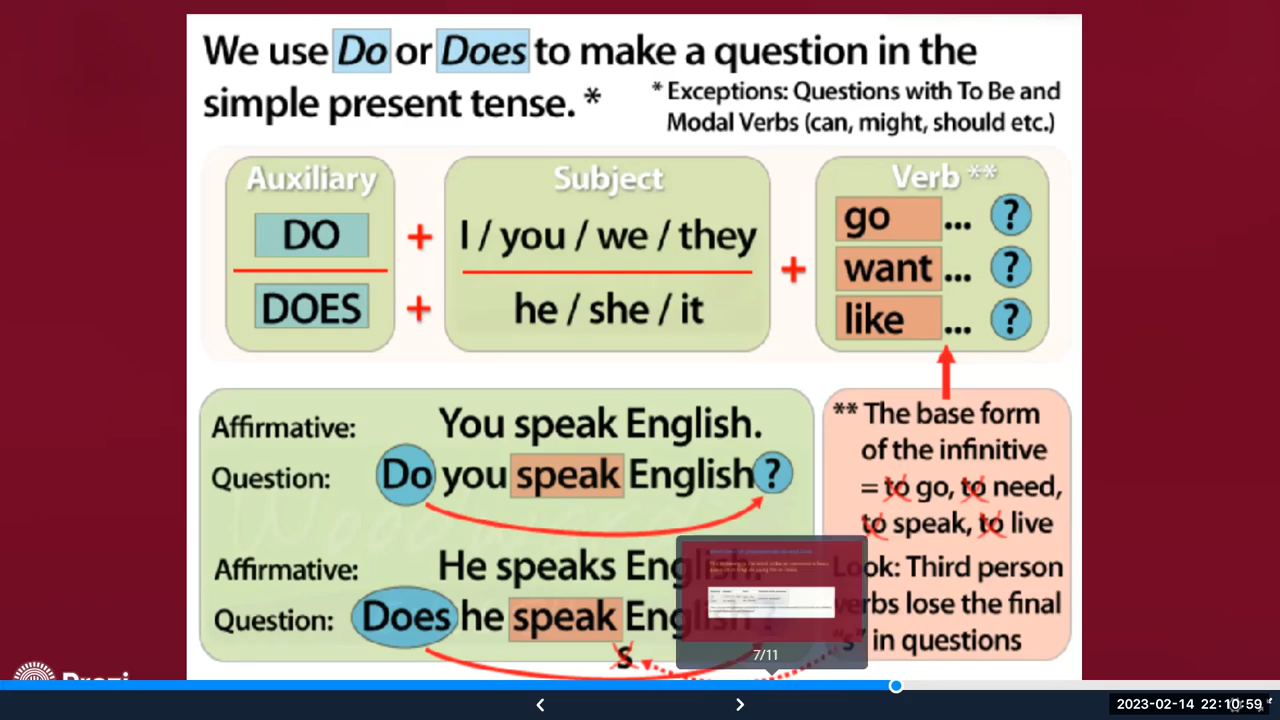 We use Do or Does to make a question in the
simple present tense. *
* Exceptions: Questions with To Be and
Modal Verbs (can, might, should etc.)
Auxiliary
DO
DOES
+
+
Subject
I / you / we / they
he / she / it
+
Verb **
go ... ?
want ... ?
like ... ?
Affirmative: You speak English.
Question: Do you speak English?
Affirmative: He speaks English.
Question: Does he speak English?
s
** The base form
of the infinitive
= to go, to need,
to speak, to live
Look: Third person
verbs lose the final
"s" in questions
7/11
Prezi
2023-02-14 22:10:59